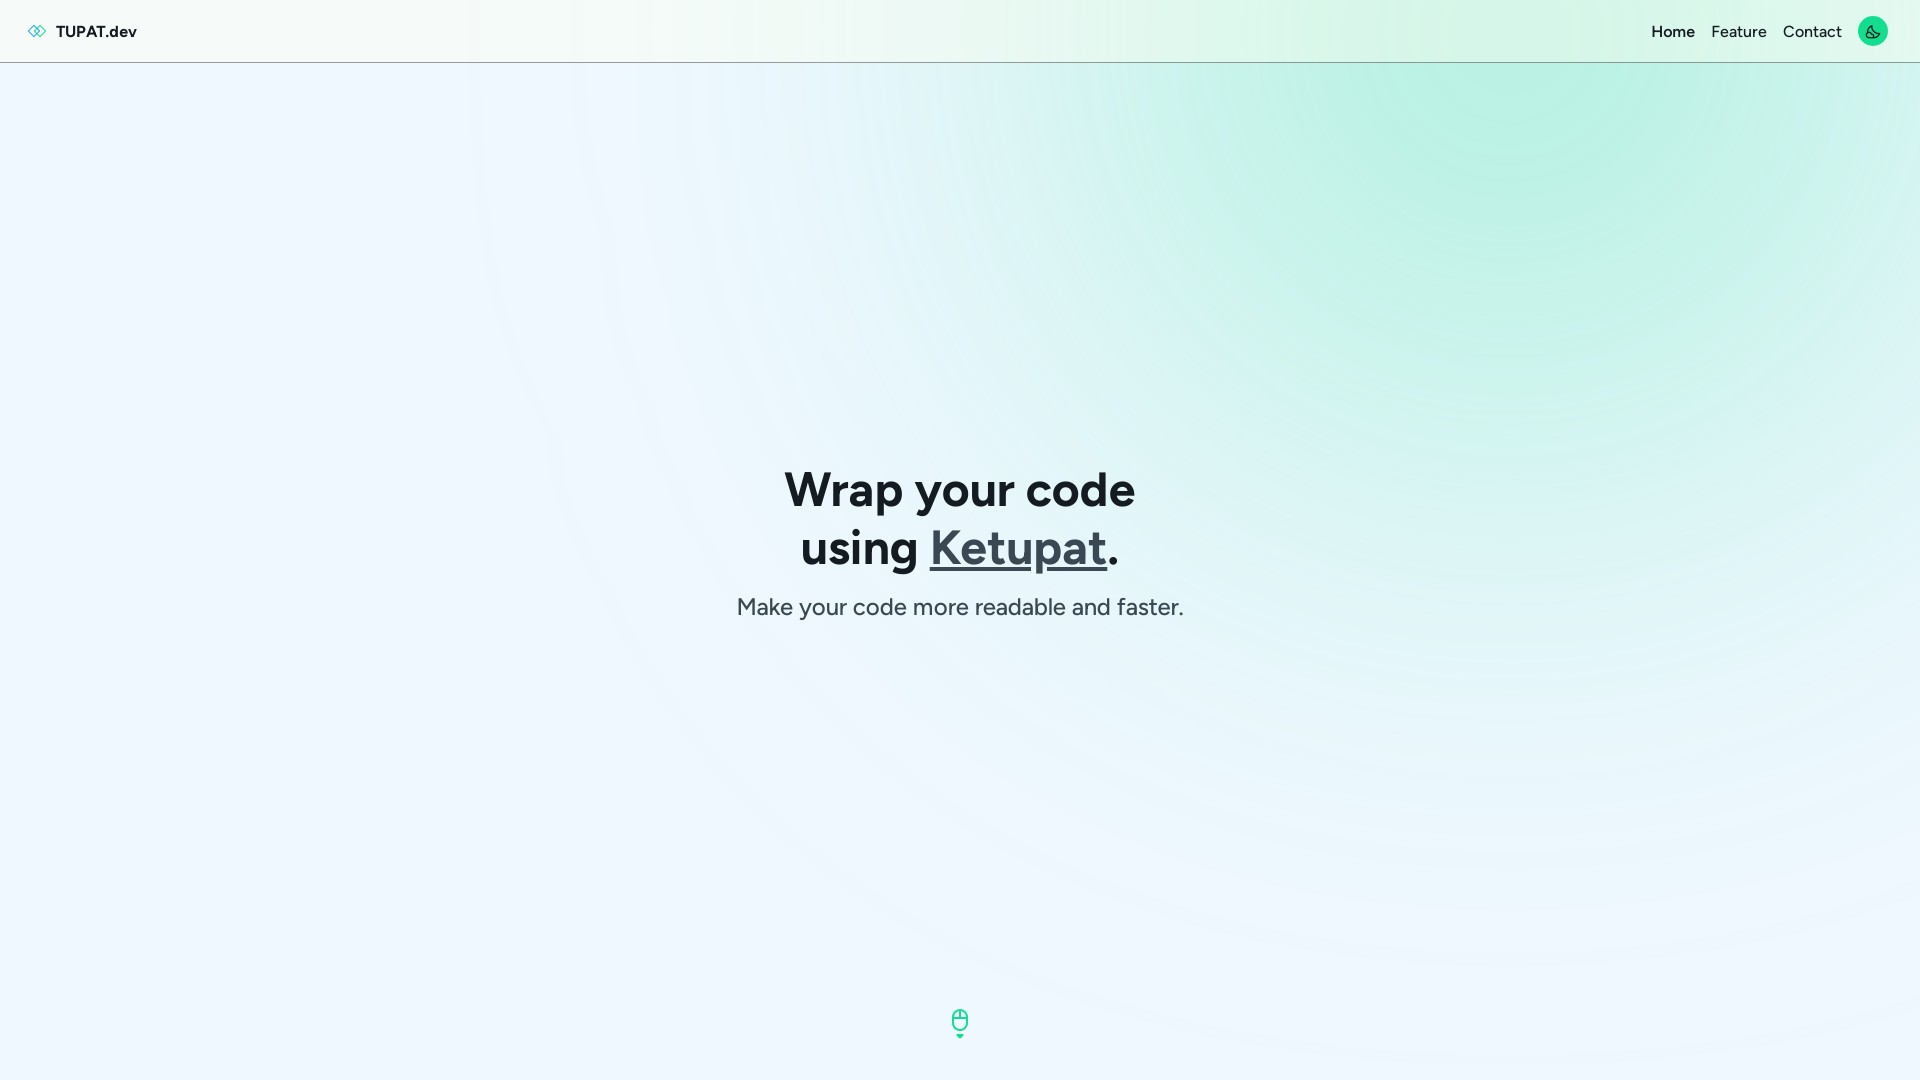 TUPAT.dev
Home
Feature
Contact
Wrap your code
using Ketupat.
Make your code more readable and faster.